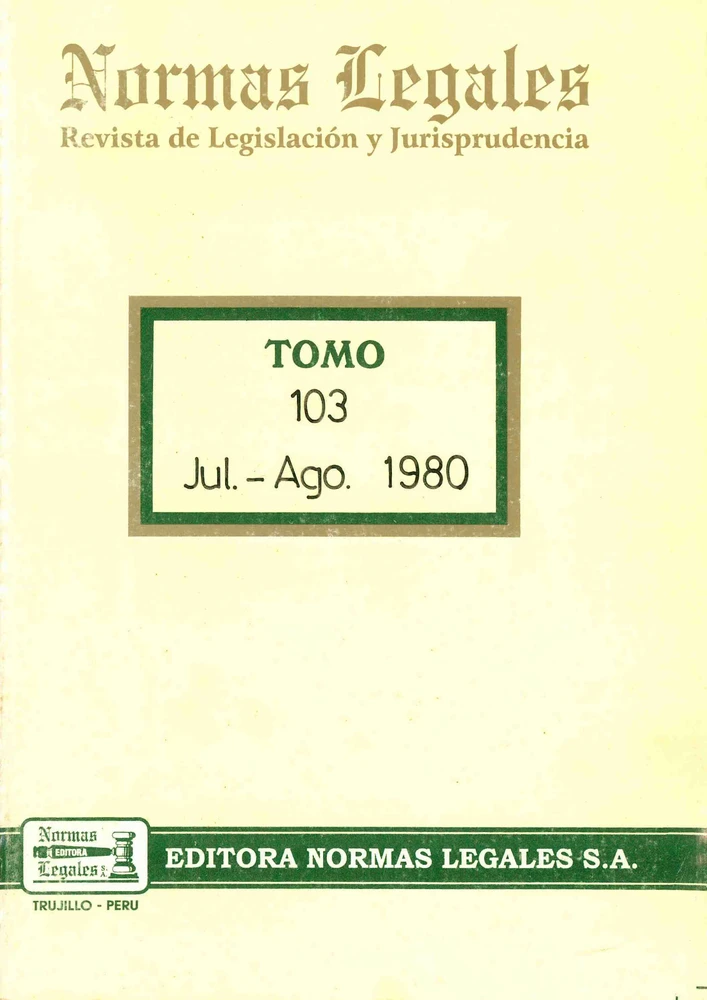 Normas Legales
Revista de Legislación y Jurisprudencia
TOMO
103
Jul. - Ago. 1980
Normas
EDITORA
Legales S.A.
EDITORA NORMAS LEGALES S.A.
TRUJILLO - PERU